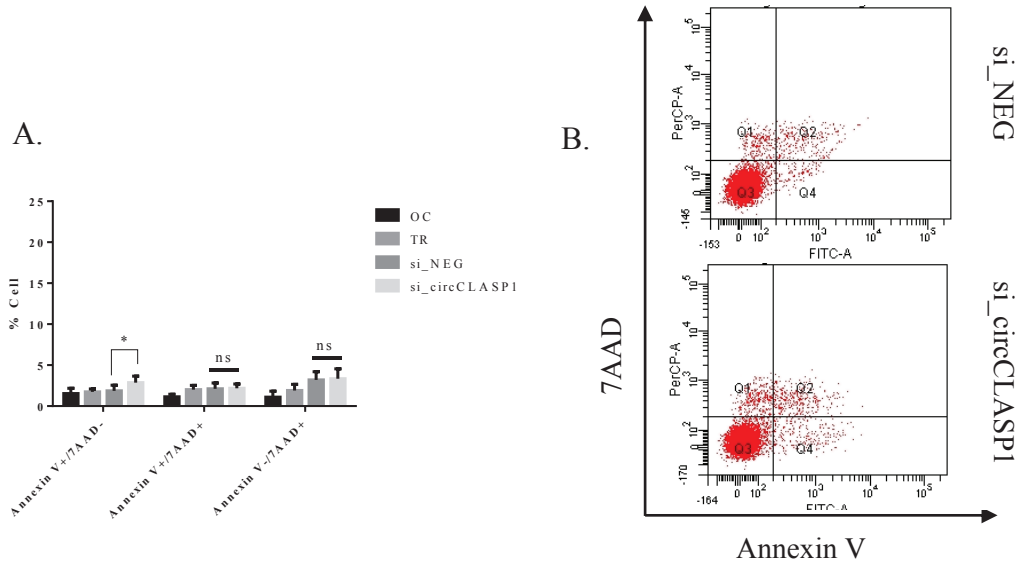 A.
25
20
15
10
5
0
% Cell
OC
TR
si_NEG
si_circCLASP1
*
ns
ns
Annexin V+/7AAD-
Annexin V+/7AAD+
Annexin V-/7AAD+
B.
7AAD
Annexin V
si_NEG
PerCP-A
10^5
10^4
10^3
10^2
0
-145
Q1
Q2
Q3
Q4
-153
0 10^2 10^3 10^4 10^5
FITC-A
si_circCLASP1
PerCP-A
10^5
10^4
10^3
10^2
0
-170
Q1
Q2
Q3
Q4
-164
0 10^2 10^3 10^4 10^5
FITC-A